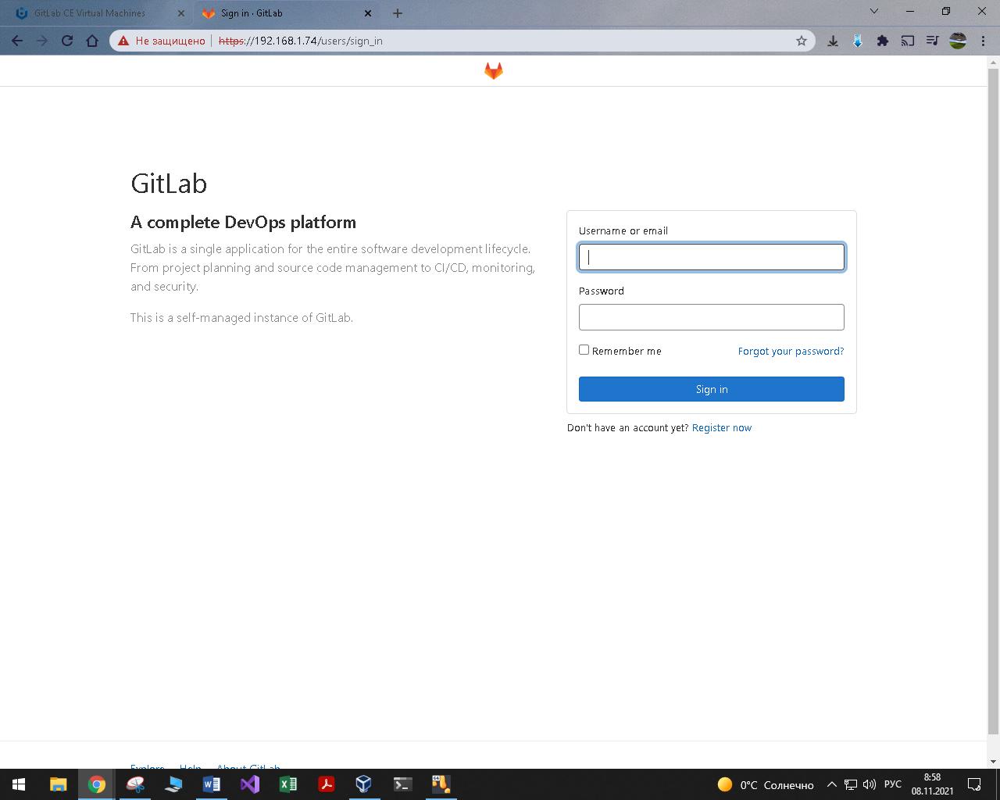 GitLab CE Virtual Machines
Sign in · GitLab
Не защищено
https://192.168.1.74/users/sign_in
GitLab
A complete DevOps platform
GitLab is a single application for the entire software development lifecycle.
From project planning and source code management to CI/CD, monitoring,
and security.
This is a self-managed instance of GitLab.
Username or email
Password
Remember me
Forgot your password?
Sign in
Don't have an account yet? Register now
Explore Help About GitLab
0°C Солнечно
РУС
8:58
08.11.2021